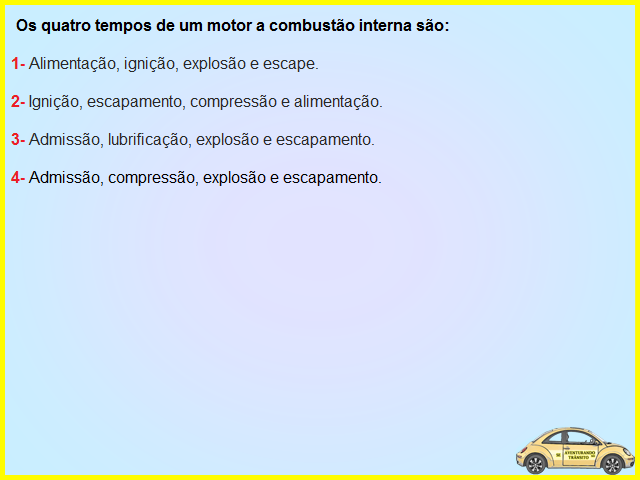 Os quatro tempos de um motor a combustão interna são:
1- Alimentação, ignição, explosão e escape.
2- Ignição, escapamento, compressão e alimentação.
3- Admissão, lubrificação, explosão e escapamento.
4- Admissão, compressão, explosão e escapamento.
AVENTURANDO
TRÂNSITO